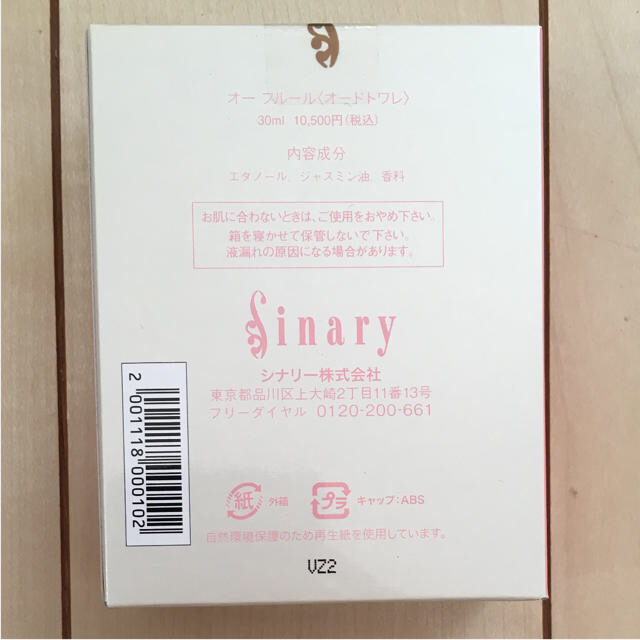 オー フルール〈オードトワレ〉
30ml 10,500円(税込)
内容成分
エタノール、ジャスミン油、香料
お肌に合わないときは、ご使用をおやめ下さい。
箱を寝かせて保管しないで下さい。
液漏れの原因になる場合があります。
Sinary
シナリー株式会社
東京都品川区上大崎2丁目11番13号
フリーダイヤル 0120-200-661
2001118000102
紙 外箱 プラ キャップ:ABS
自然環境保護のため再生紙を使用しています。
VZ2